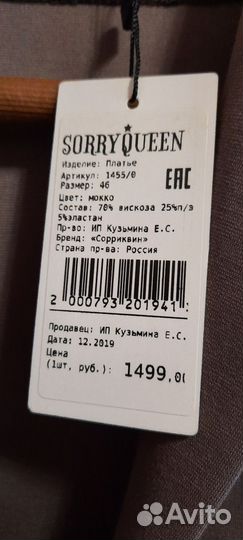 SORRYQUEEN
Изделие: Платье
Артикул: 1455/0
Размер: 46
EAC
Цвет: мокко
Состав: 70% вискоза 25%п/э
5%эластан
Пр-во: ИП Кузьмина Е.С.
Бренд: «Сорриквин»
Страна пр-ва: Россия
2 000793 201941
Продавец: ИП Кузьмина Е.С.
Дата: 12.2019
Цена
(1шт, руб.): 1499,00
Avito